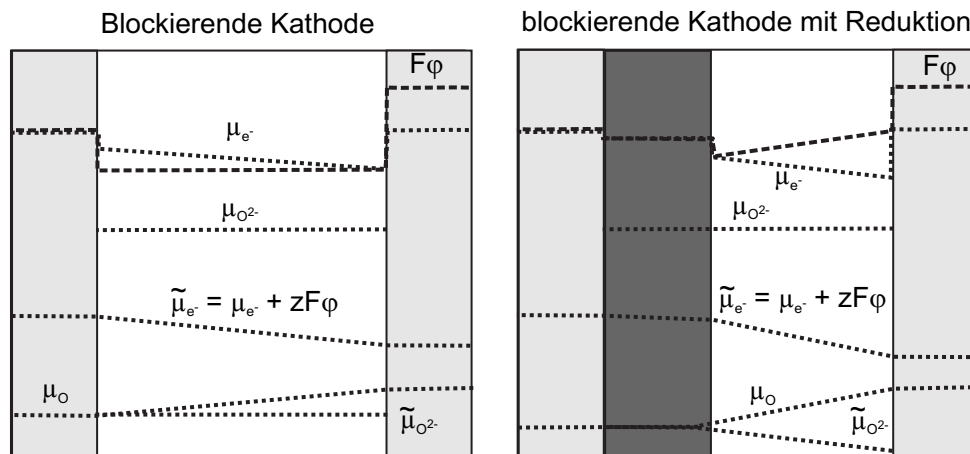 Blockierende Kathode
Fφ
μe-
μO2-
μ̃e- = μe- + zFφ
μO
μ̃O2-
blockierende Kathode mit Reduktion
Fφ
μe-
μO2-
μ̃e- = μe- + zFφ
μO
μ̃O2-